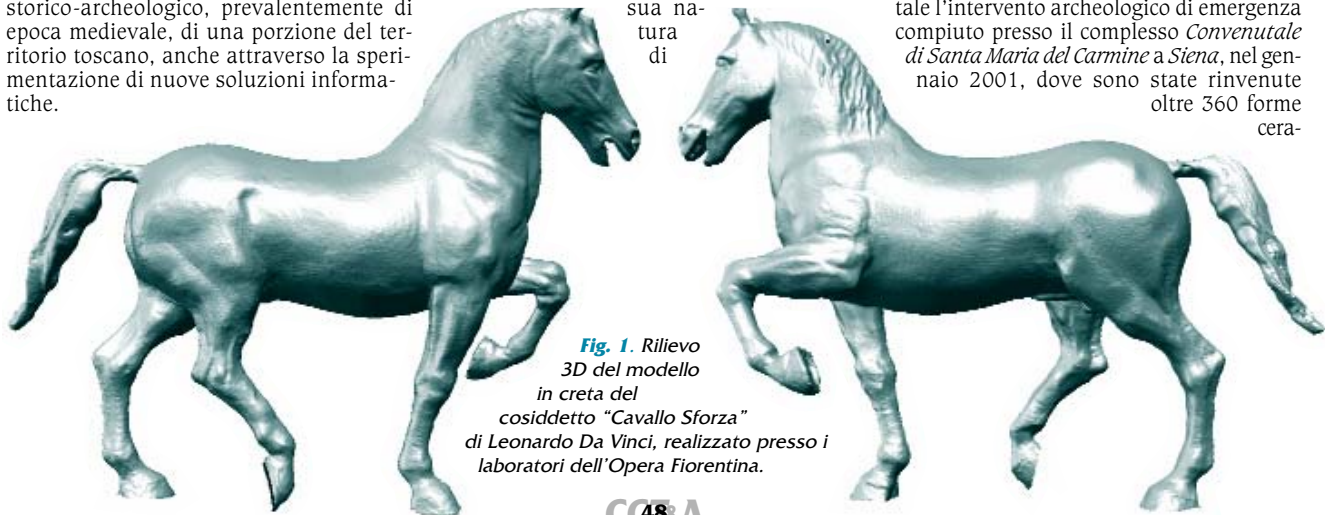 storico-archeologico, prevalentemente di
epoca medievale, di una porzione del ter-
ritorio toscano, anche attraverso la speri-
mentazione di nuove soluzioni informa-
tiche.
sua na-
tura
di
tale l'intervento archeologico di emergenza
compiuto presso il complesso Convenutale
di Santa Maria del Carmine a Siena, nel gen-
naio 2001, dove sono state rinvenute
oltre 360 forme
cera-
Fig. 1. Rilievo
3D del modello
in creta del
cosiddetto "Cavallo Sforza"
di Leonardo Da Vinci, realizzato presso i
laboratori dell'Opera Fiorentina.
48